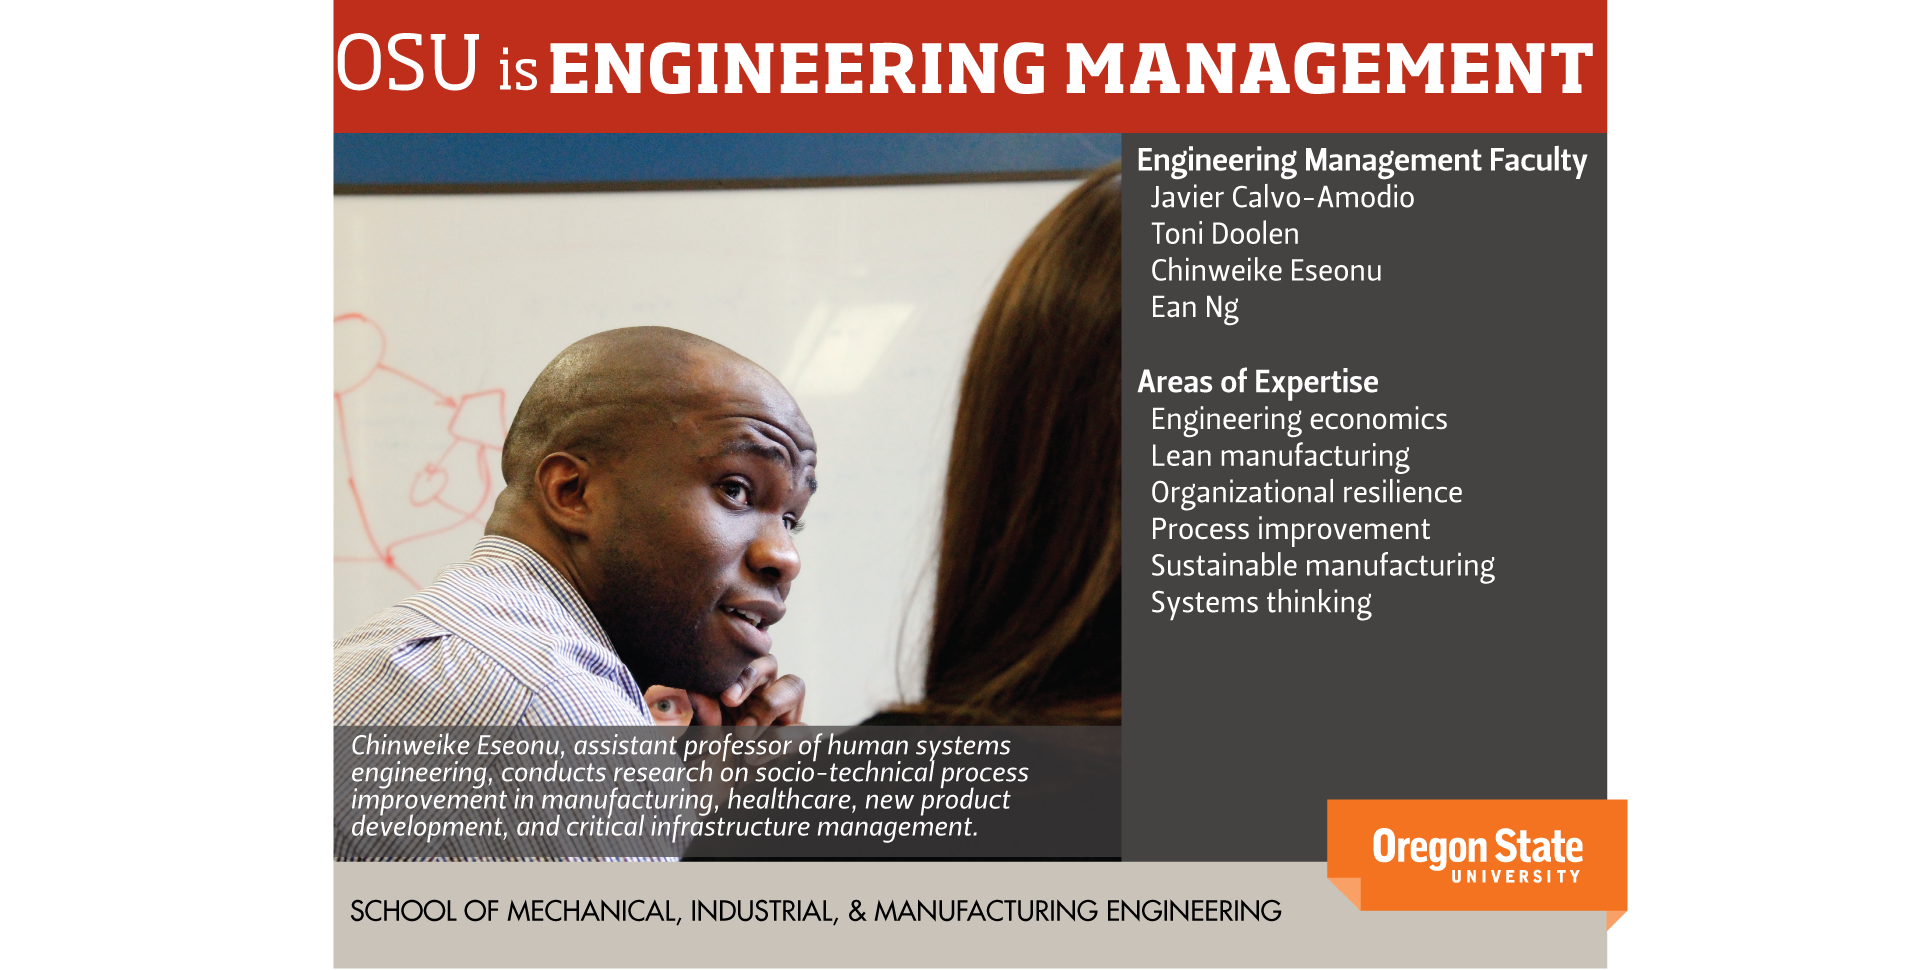 OSU is ENGINEERING MANAGEMENT
Engineering Management Faculty
Javier Calvo-Amodio
Toni Doolen
Chinweike Eseonu
Ean Ng
Areas of Expertise
Engineering economics
Lean manufacturing
Organizational resilience
Process improvement
Sustainable manufacturing
Systems thinking
Chinweike Eseonu, assistant professor of human systems
engineering, conducts research on socio-technical process
improvement in manufacturing, healthcare, new product
development, and critical infrastructure management.
Oregon State
UNIVERSITY
SCHOOL OF MECHANICAL, INDUSTRIAL, & MANUFACTURING ENGINEERING